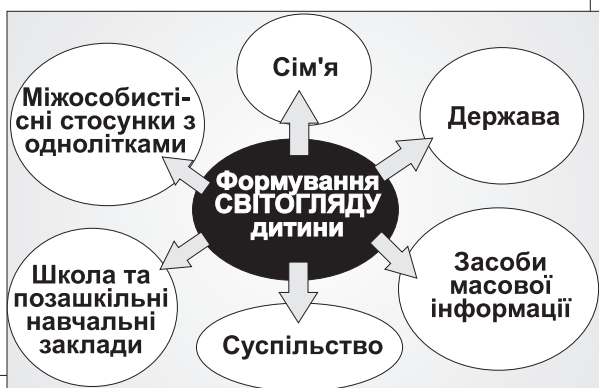 Сім'я
Міжособисті-
сні стосунки з
однолітками
Держава
Формування
СВІТОГЛЯДУ
дитини
Школа та
позашкільні
навчальні
заклади
Засоби
масової
інформації
Суспільство